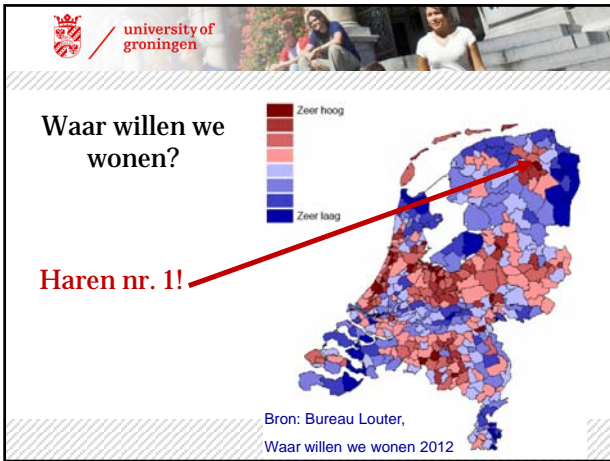 university of
groningen
Waar willen we
wonen?
Zeer hoog
Zeer laag
Haren nr. 1!
Bron: Bureau Louter,
Waar willen we wonen 2012